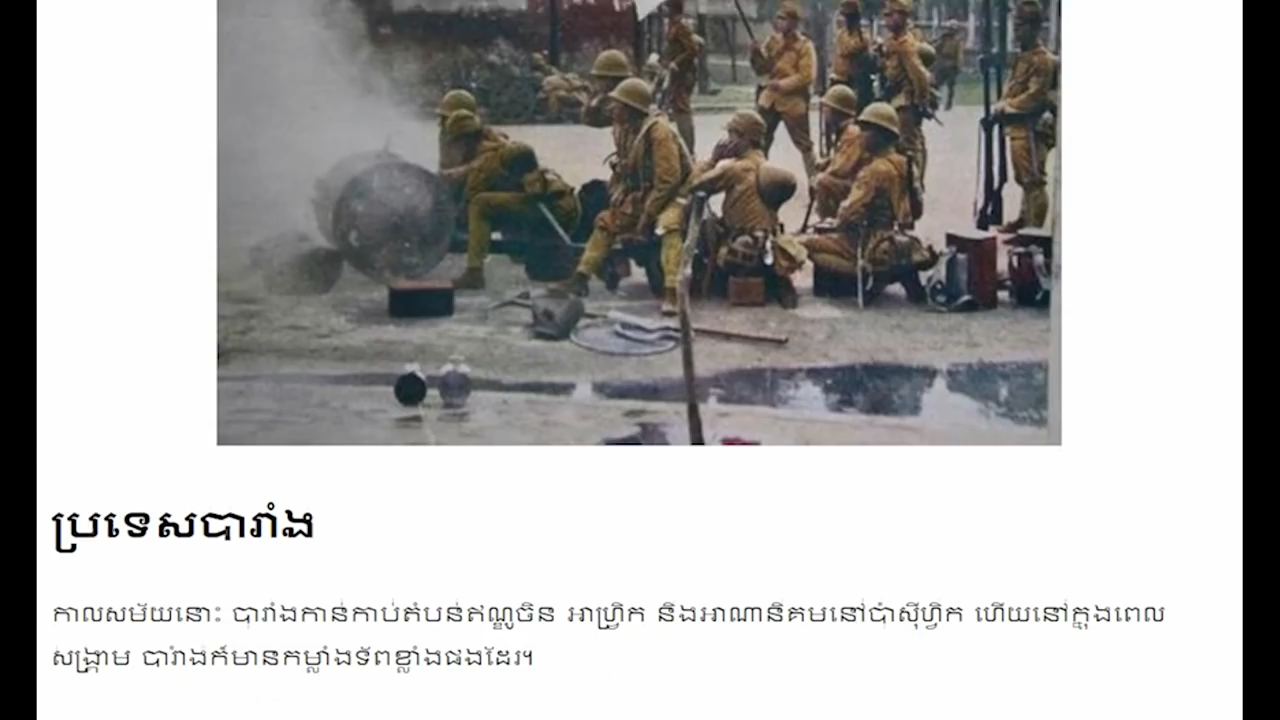 ប្រទេសបារាំង
កាលសម័យនោះ បារាំងកាន់កាប់តំបន់ឥណ្ឌូចិន អាហ្វ្រិក និងអាណានិគមនៅប៉ាស៊ីហ្វិក ហើយនៅក្នុងពេល
សង្គ្រាម បារាំងក៏មានកម្លាំងទ័ពខ្លាំងផងដែរ។